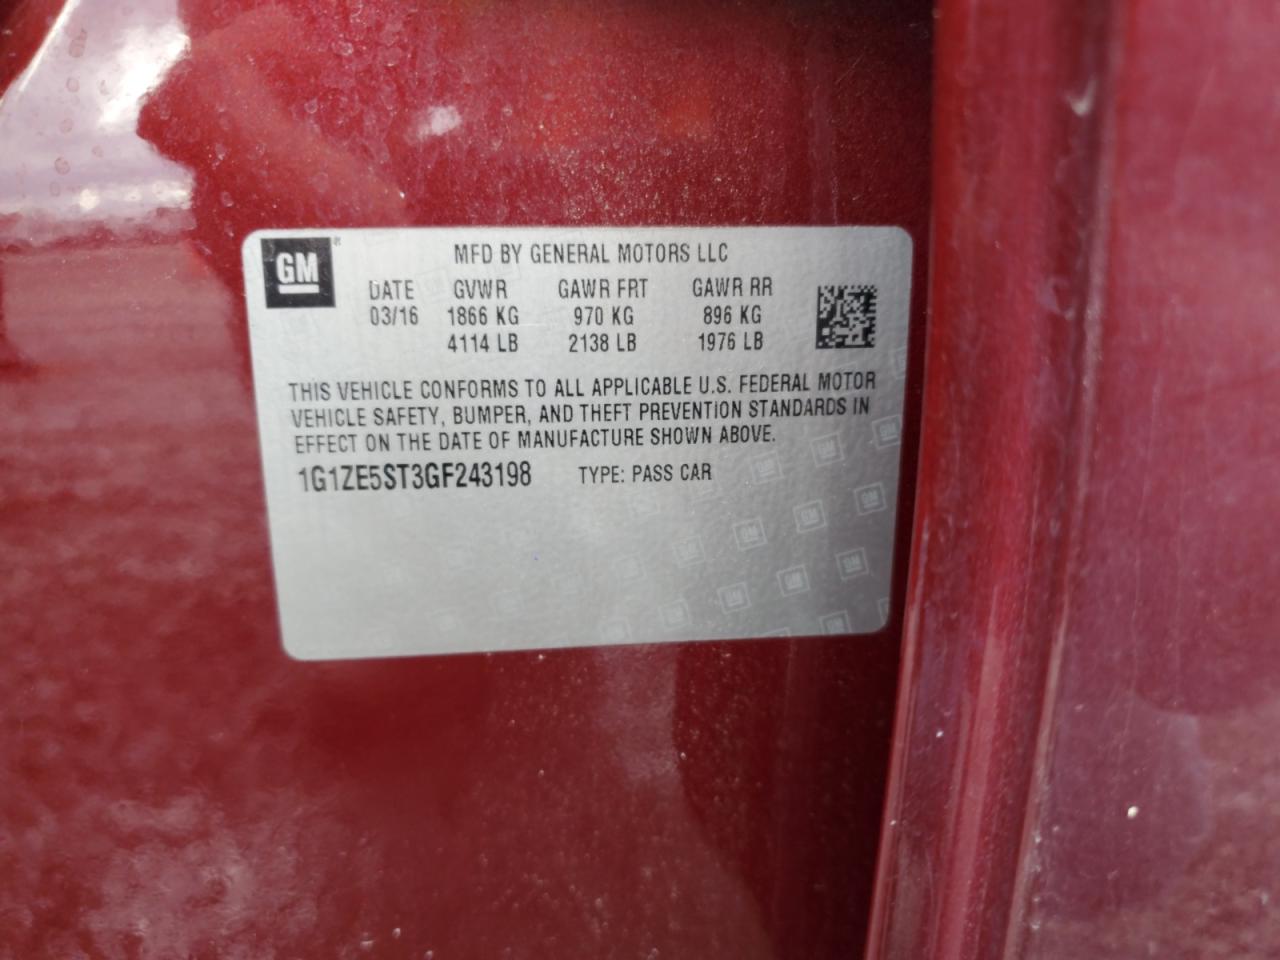 GM®
MFD BY GENERAL MOTORS LLC
DATE GVWR GAWR FRT GAWR RR
03/16 1866 KG 970 KG 896 KG
4114 LB 2138 LB 1976 LB
THIS VEHICLE CONFORMS TO ALL APPLICABLE U.S. FEDERAL MOTOR
VEHICLE SAFETY, BUMPER, AND THEFT PREVENTION STANDARDS IN
EFFECT ON THE DATE OF MANUFACTURE SHOWN ABOVE.
1G1ZE5ST3GF243198 TYPE: PASS CAR